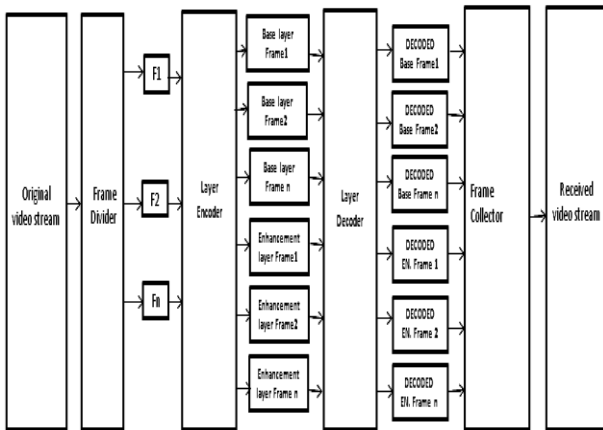 Original
video stream
Frame
Divider
F1
F2
Fn
Layer
Encoder
Base layer
Frame1
Base layer
Frame2
Base layer
Frame n
Enhancement
layer Frame1
Enhancement
layer Frame2
Enhancement
layer Frame n
Layer
Decoder
DECODED
Base Frame1
DECODED
Base Frame2
DECODED
Base Frame n
DECODED
EN. Frame 1
DECODED
EN. Frame 2
DECODED
EN. Frame n
Frame
Collector
Received
video stream